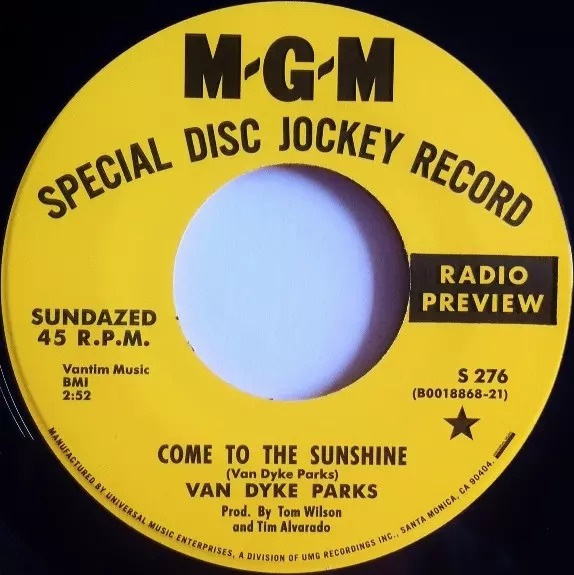 M-G-M
SPECIAL DISC JOCKEY RECORD
RADIO
PREVIEW
SUNDAZED
45 R.P.M.
Vantim Music
BMI
2:52
S 276
(B0018868-21)
COME TO THE SUNSHINE
(Van Dyke Parks)
VAN DYKE PARKS
Prod. By Tom Wilson
and Tim Alvarado
MANUFACTURED BY UNIVERSAL MUSIC ENTERPRISES, A DIVISION OF UMG RECORDINGS INC., SANTA MONICA, CA 90404.